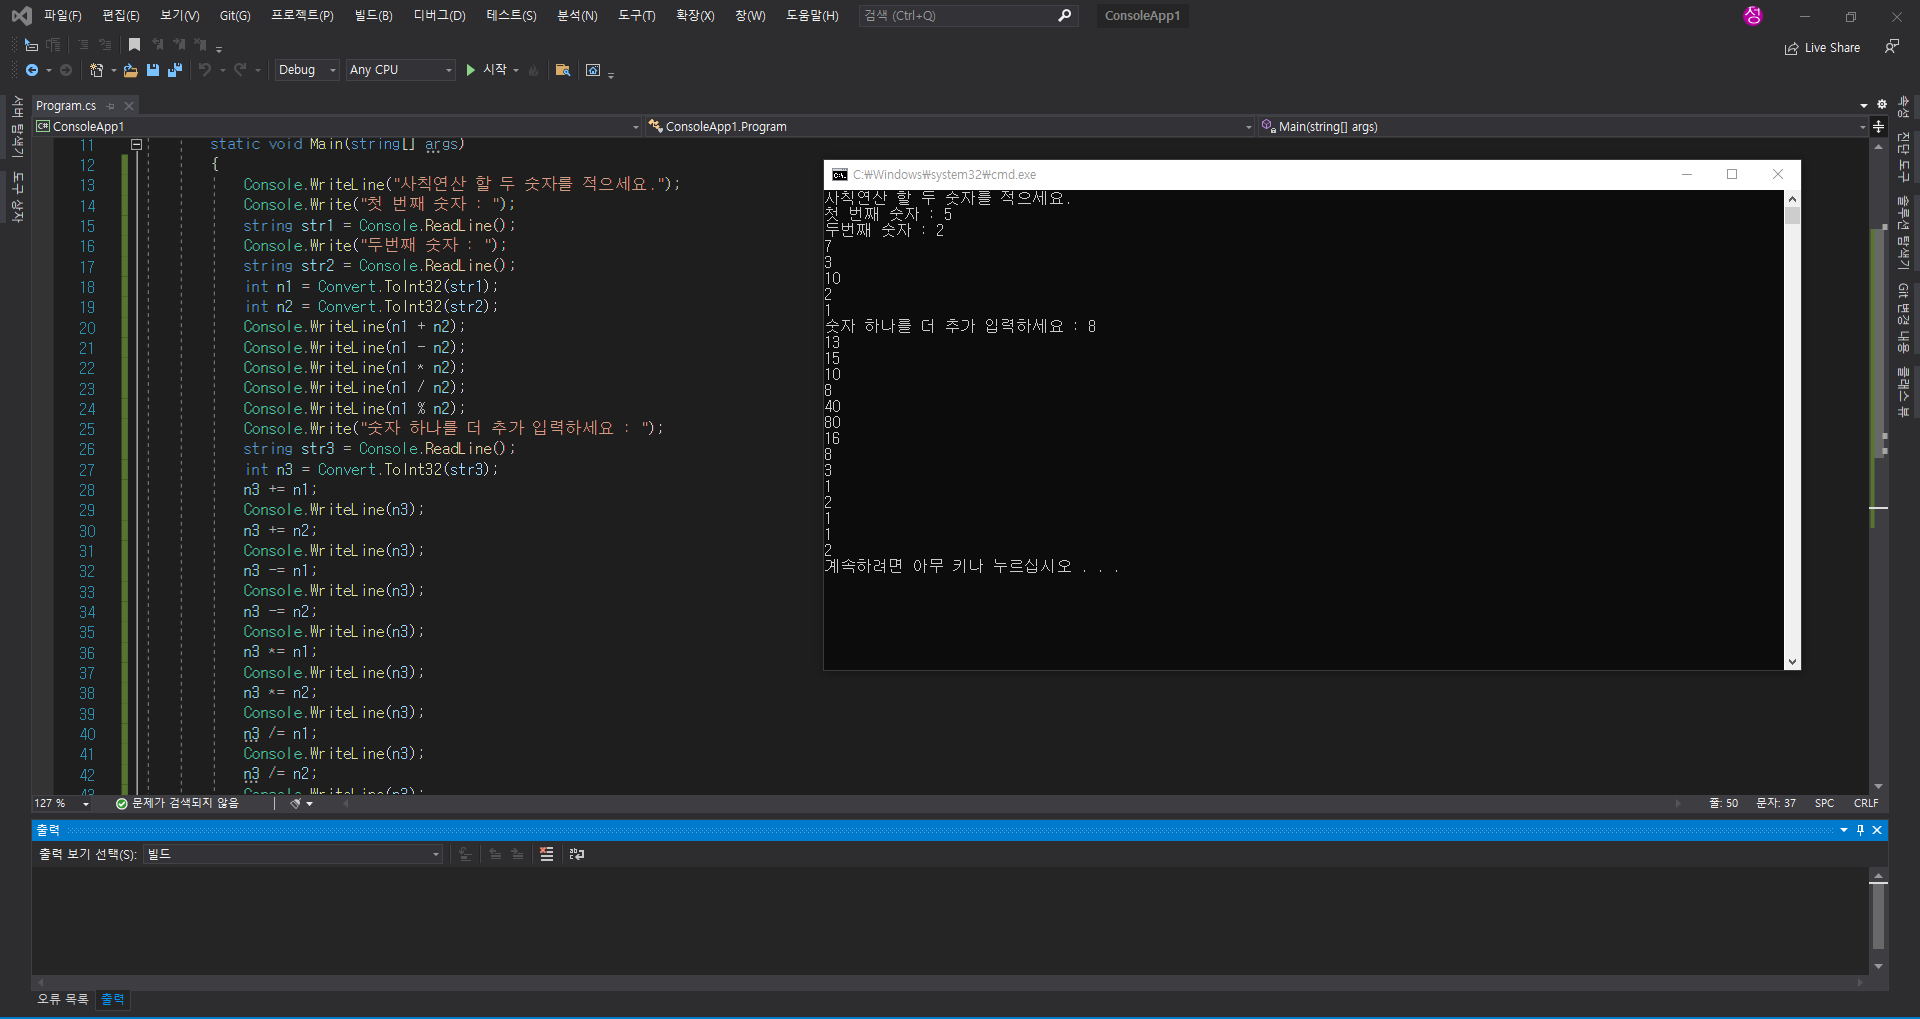 파일(F) 편집(E) 보기(V) Git(G) 프로젝트(P) 빌드(B) 디버그(D) 테스트(S) 분석(N) 도구(T) 확장(X) 창(W) 도움말(H) 검색 (Ctrl+Q) ConsoleApp1 성
Live Share
Debug Any CPU 시작
Program.cs
ConsoleApp1 ConsoleApp1.Program Main(string[] args)
서버 탐색기
도구 상자
11 static void Main(string[] args)
12 {
13 Console.WriteLine("사칙연산 할 두 숫자를 적으세요.");
14 Console.Write("첫 번째 숫자 : ");
15 string str1 = Console.ReadLine();
16 Console.Write("두번째 숫자 : ");
17 string str2 = Console.ReadLine();
18 int n1 = Convert.ToInt32(str1);
19 int n2 = Convert.ToInt32(str2);
20 Console.WriteLine(n1 + n2);
21 Console.WriteLine(n1 - n2);
22 Console.WriteLine(n1 * n2);
23 Console.WriteLine(n1 / n2);
24 Console.WriteLine(n1 % n2);
25 Console.Write("숫자 하나를 더 추가 입력하세요 : ");
26 string str3 = Console.ReadLine();
27 int n3 = Convert.ToInt32(str3);
28 n3 += n1;
29 Console.WriteLine(n3);
30 n3 += n2;
31 Console.WriteLine(n3);
32 n3 -= n1;
33 Console.WriteLine(n3);
34 n3 -= n2;
35 Console.WriteLine(n3);
36 n3 *= n1;
37 Console.WriteLine(n3);
38 n3 *= n2;
39 Console.WriteLine(n3);
40 n3 /= n1;
41 Console.WriteLine(n3);
42 n3 /= n2;
43 Console.WriteLine(n3);
C:\Windows\system32\cmd.exe
사칙연산 할 두 숫자를 적으세요.
첫 번째 숫자 : 5
두번째 숫자 : 2
7
3
10
2
1
숫자 하나를 더 추가 입력하세요 : 8
13
15
10
8
40
80
16
8
3
1
2
1
1
2
계속하려면 아무 키나 누르십시오 . . .
속성
진단 도구
솔루션 탐색기
Git 변경 내용
클래스 뷰
127 % 문제가 검색되지 않음 줄: 50 문자: 37 SPC CRLF
출력
출력 보기 선택(S): 빌드
오류 목록 출력